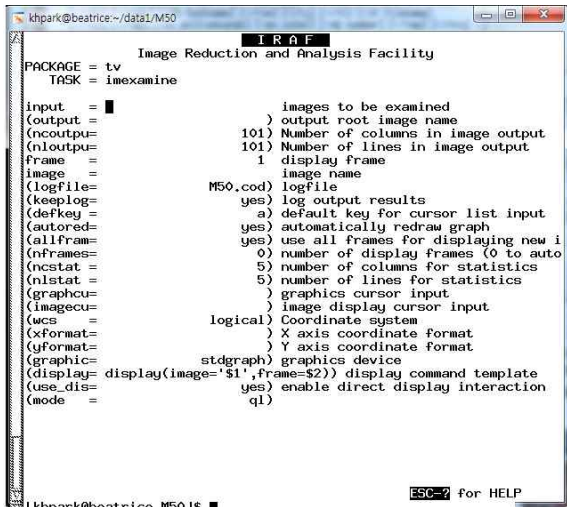 khpark@beatrice:~/data1/M50
I R A F
Image Reduction and Analysis Facility
PACKAGE = tv
TASK = imexamine
input = images to be examined
(output = ) output root image name
(ncoutpu= 101) Number of columns in image output
(nloutpu= 101) Number of lines in image output
frame = 1 display frame
image = image name
(logfile= M50.cod) logfile
(keeplog= yes) log output results
(defkey = a) default key for cursor list input
(autored= yes) automatically redraw graph
(allfram= yes) use all frames for displaying new i
(nframes= 0) number of display frames (0 to auto
(ncstat = 5) number of columns for statistics
(nlstat = 5) number of lines for statistics
(graphcu= ) graphics cursor input
(imagecu= ) image display cursor input
(wcs = logical) Coordinate system
(xformat= ) X axis coordinate format
(yformat= ) Y axis coordinate format
(graphic= stdgraph) graphics device
(display= display(image='$1',frame=$2)) display command template
(use_dis= yes) enable direct display interaction
(mode = ql)
ESC-? for HELP
[khpark@beatrice M50]$